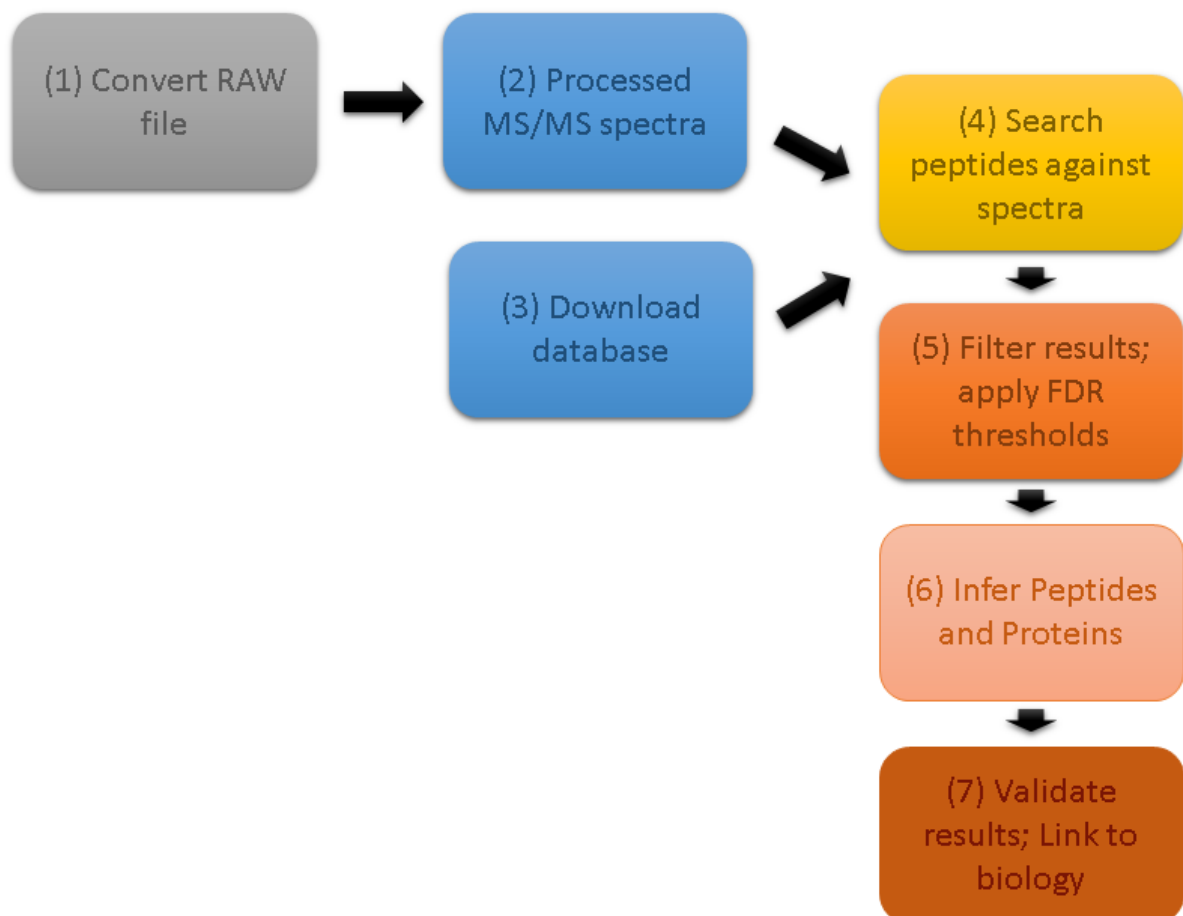 (1) Convert RAW
file
(2) Processed
MS/MS spectra
(3) Download
database
(4) Search
peptides against
spectra
(5) Filter results;
apply FDR
thresholds
(6) Infer Peptides
and Proteins
(7) Validate
results; Link to
biology